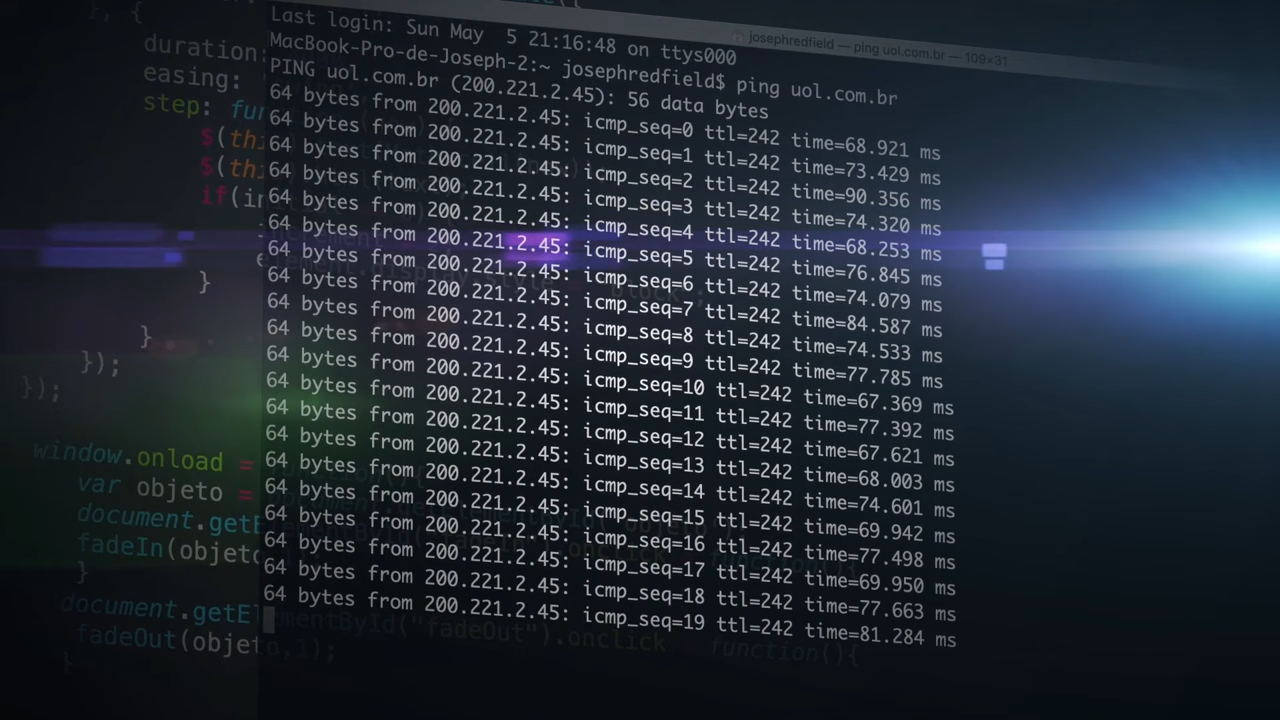 josephredfield — ping uol.com.br — 109×31
Last login: Sun May  5 21:16:48 on ttys000
MacBook-Pro-de-Joseph-2:~ josephredfield$ ping uol.com.br
PING uol.com.br (200.221.2.45): 56 data bytes
64 bytes from 200.221.2.45: icmp_seq=0 ttl=242 time=68.921 ms
64 bytes from 200.221.2.45: icmp_seq=1 ttl=242 time=73.429 ms
64 bytes from 200.221.2.45: icmp_seq=2 ttl=242 time=90.356 ms
64 bytes from 200.221.2.45: icmp_seq=3 ttl=242 time=74.320 ms
64 bytes from 200.221.2.45: icmp_seq=4 ttl=242 time=68.253 ms
64 bytes from 200.221.2.45: icmp_seq=5 ttl=242 time=76.845 ms
64 bytes from 200.221.2.45: icmp_seq=6 ttl=242 time=74.079 ms
64 bytes from 200.221.2.45: icmp_seq=7 ttl=242 time=84.587 ms
64 bytes from 200.221.2.45: icmp_seq=8 ttl=242 time=74.533 ms
64 bytes from 200.221.2.45: icmp_seq=9 ttl=242 time=77.785 ms
64 bytes from 200.221.2.45: icmp_seq=10 ttl=242 time=67.369 ms
64 bytes from 200.221.2.45: icmp_seq=11 ttl=242 time=77.392 ms
64 bytes from 200.221.2.45: icmp_seq=12 ttl=242 time=67.621 ms
64 bytes from 200.221.2.45: icmp_seq=13 ttl=242 time=68.003 ms
64 bytes from 200.221.2.45: icmp_seq=14 ttl=242 time=74.601 ms
64 bytes from 200.221.2.45: icmp_seq=15 ttl=242 time=69.942 ms
64 bytes from 200.221.2.45: icmp_seq=16 ttl=242 time=77.498 ms
64 bytes from 200.221.2.45: icmp_seq=17 ttl=242 time=69.950 ms
64 bytes from 200.221.2.45: icmp_seq=18 ttl=242 time=77.663 ms
64 bytes from 200.221.2.45: icmp_seq=19 ttl=242 time=81.284 ms
}, {
duration:
easing:
step:
$(thi
$(thi
if(in
}
}
});
});
window.onload =
var objeto =
document.getE
fadeIn(objeto
}
document.getElementById("fadeOut").onclick function(){
fadeOut(objeto,1);
}